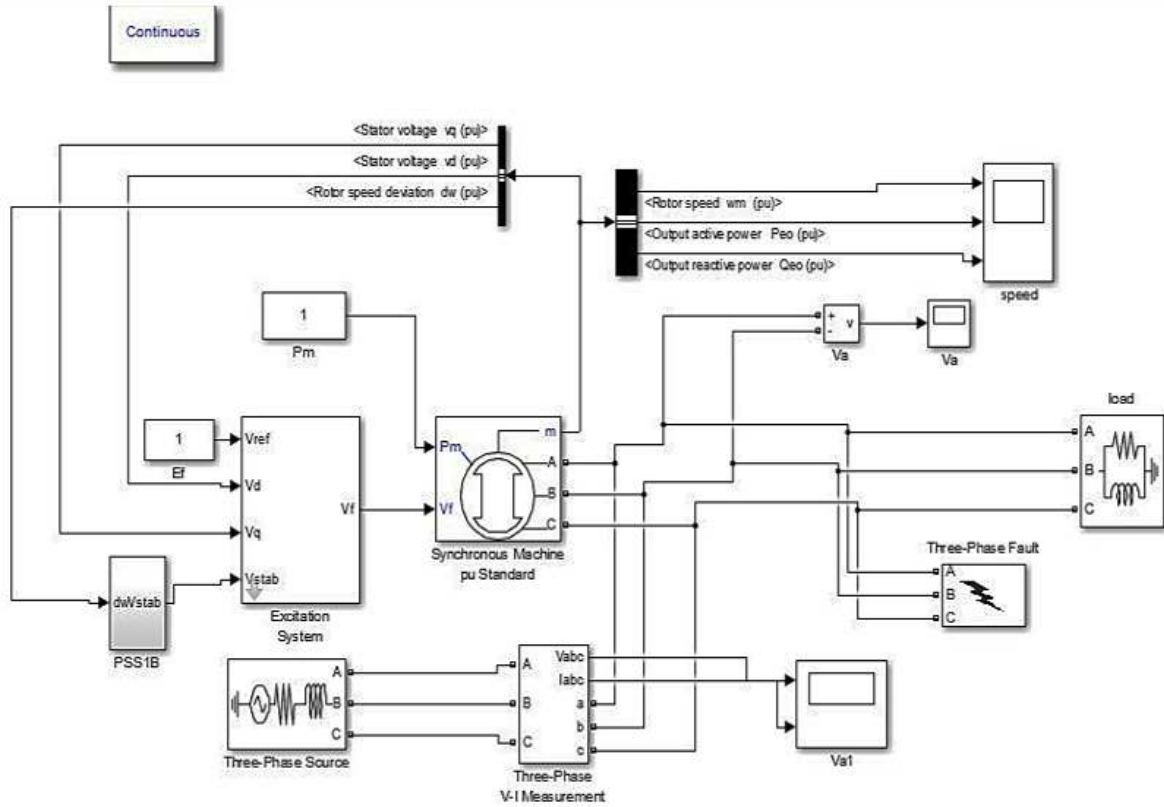 Continuous
<Stator voltage vq (pu)>
<Stator voltage vd (pu)>
<Rotor speed deviation dw (pu)>
<Rotor speed wm (pu)>
<Output active power Peo (pu)>
<Output reactive power Qeo (pu)>
speed
1
Pm
+
-
v
Va
Va
load
A
B
C
1
Ef
Vref
Vd
Vq
Vstab
Vf
Excitation
System
Pm
Vf
m
A
B
C
Synchronous Machine
pu Standard
Three-Phase Fault
A
B
C
dwVstab
PSS1B
A
B
C
Three-Phase Source
A
B
C
Vabc
Iabc
a
b
c
Three-Phase
V-I Measurement
Va1